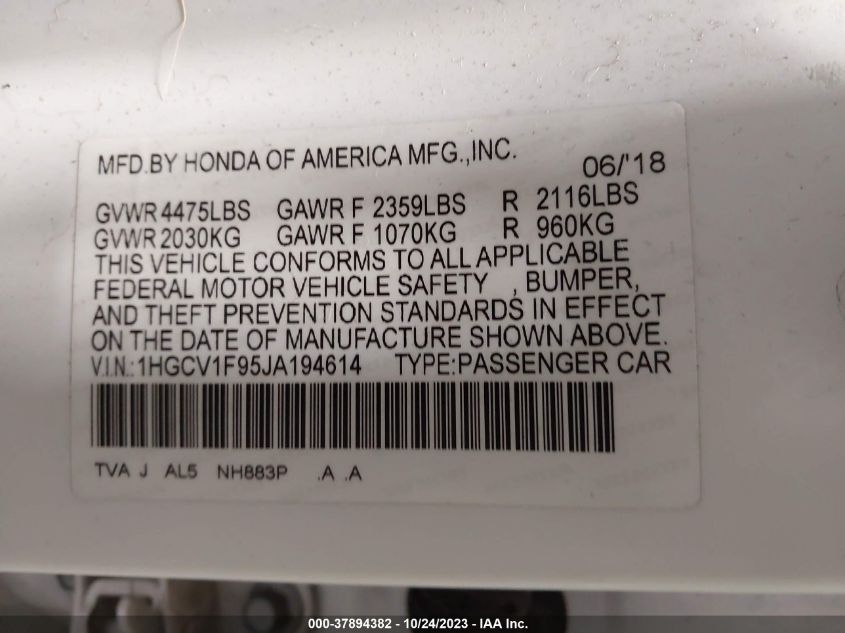 MFD.BY HONDA OF AMERICA MFG.,INC. 06/'18
GVWR 4475LBS GAWR F 2359LBS R 2116LBS
GVWR 2030KG GAWR F 1070KG R 960KG
THIS VEHICLE CONFORMS TO ALL APPLICABLE
FEDERAL MOTOR VEHICLE SAFETY , BUMPER,
AND THEFT PREVENTION STANDARDS IN EFFECT
ON THE DATE OF MANUFACTURE SHOWN ABOVE.
V.I.N.:1HGCV1F95JA194614 TYPE:PASSENGER CAR
TVA J AL5 NH883P .A .A
000-37894382 - 10/24/2023 - IAA Inc.